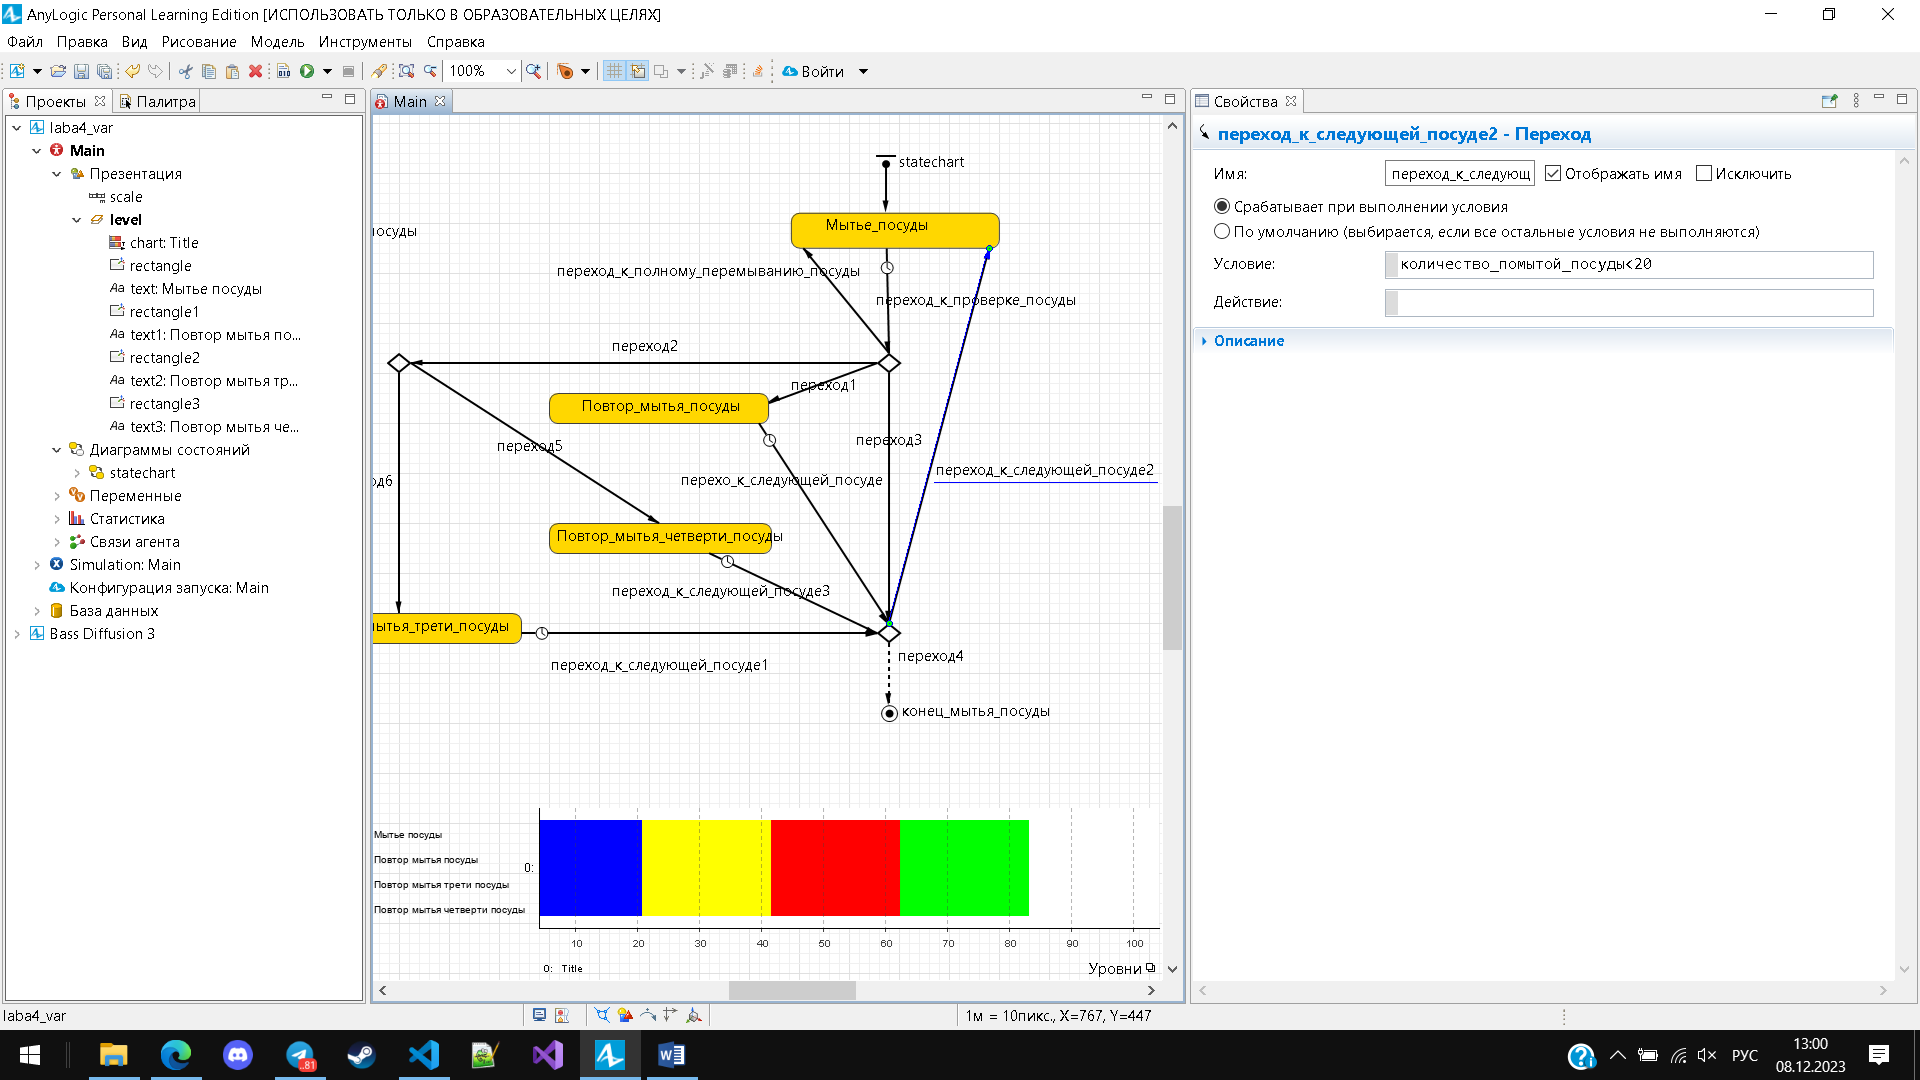 AnyLogic Personal Learning Edition [ИСПОЛЬЗОВАТЬ ТОЛЬКО В ОБРАЗОВАТЕЛЬНЫХ ЦЕЛЯХ]
Файл Правка Вид Рисование Модель Инструменты Справка
100% Войти
Проекты Палитра
laba4_var
Main
Презентация
scale
level
chart: Title
rectangle
text: Мытье посуды
rectangle1
text1: Повтор мытья по...
rectangle2
text2: Повтор мытья тр...
rectangle3
text3: Повтор мытья че...
Диаграммы состояний
statechart
Переменные
Статистика
Связи агента
Simulation: Main
Конфигурация запуска: Main
База данных
Bass Diffusion 3
Main
statechart
Мытье_посуды
посуды
переход_к_полному_перемыванию_посуды
переход_к_проверке_посуды
переход2
переход1
Повтор_мытья_посуды
переход3
переход5
переход_к_следующей_посуде2
од6
перехо_к_следующей_посуде
Повтор_мытья_четверти_посуды
переход_к_следующей_посуде3
ытья_трети_посуды
переход4
переход_к_следующей_посуде1
конец_мытья_посуды
Мытье посуды
Повтор мытья посуды
0:
Повтор мытья трети посуды
Повтор мытья четверти посуды
10 20 30 40 50 60 70 80 90 100
0: Title
Уровни
Свойства
переход_к_следующей_посуде2 - Переход
Имя: переход_к_следующ Отображать имя Исключить
Срабатывает при выполнении условия
По умолчанию (выбирается, если все остальные условия не выполняются)
Условие: количество_помытой_посуды<20
Действие:
Описание
laba4_var
1м = 10пикс., X=767, Y=447
81
РУС
13:00
08.12.2023